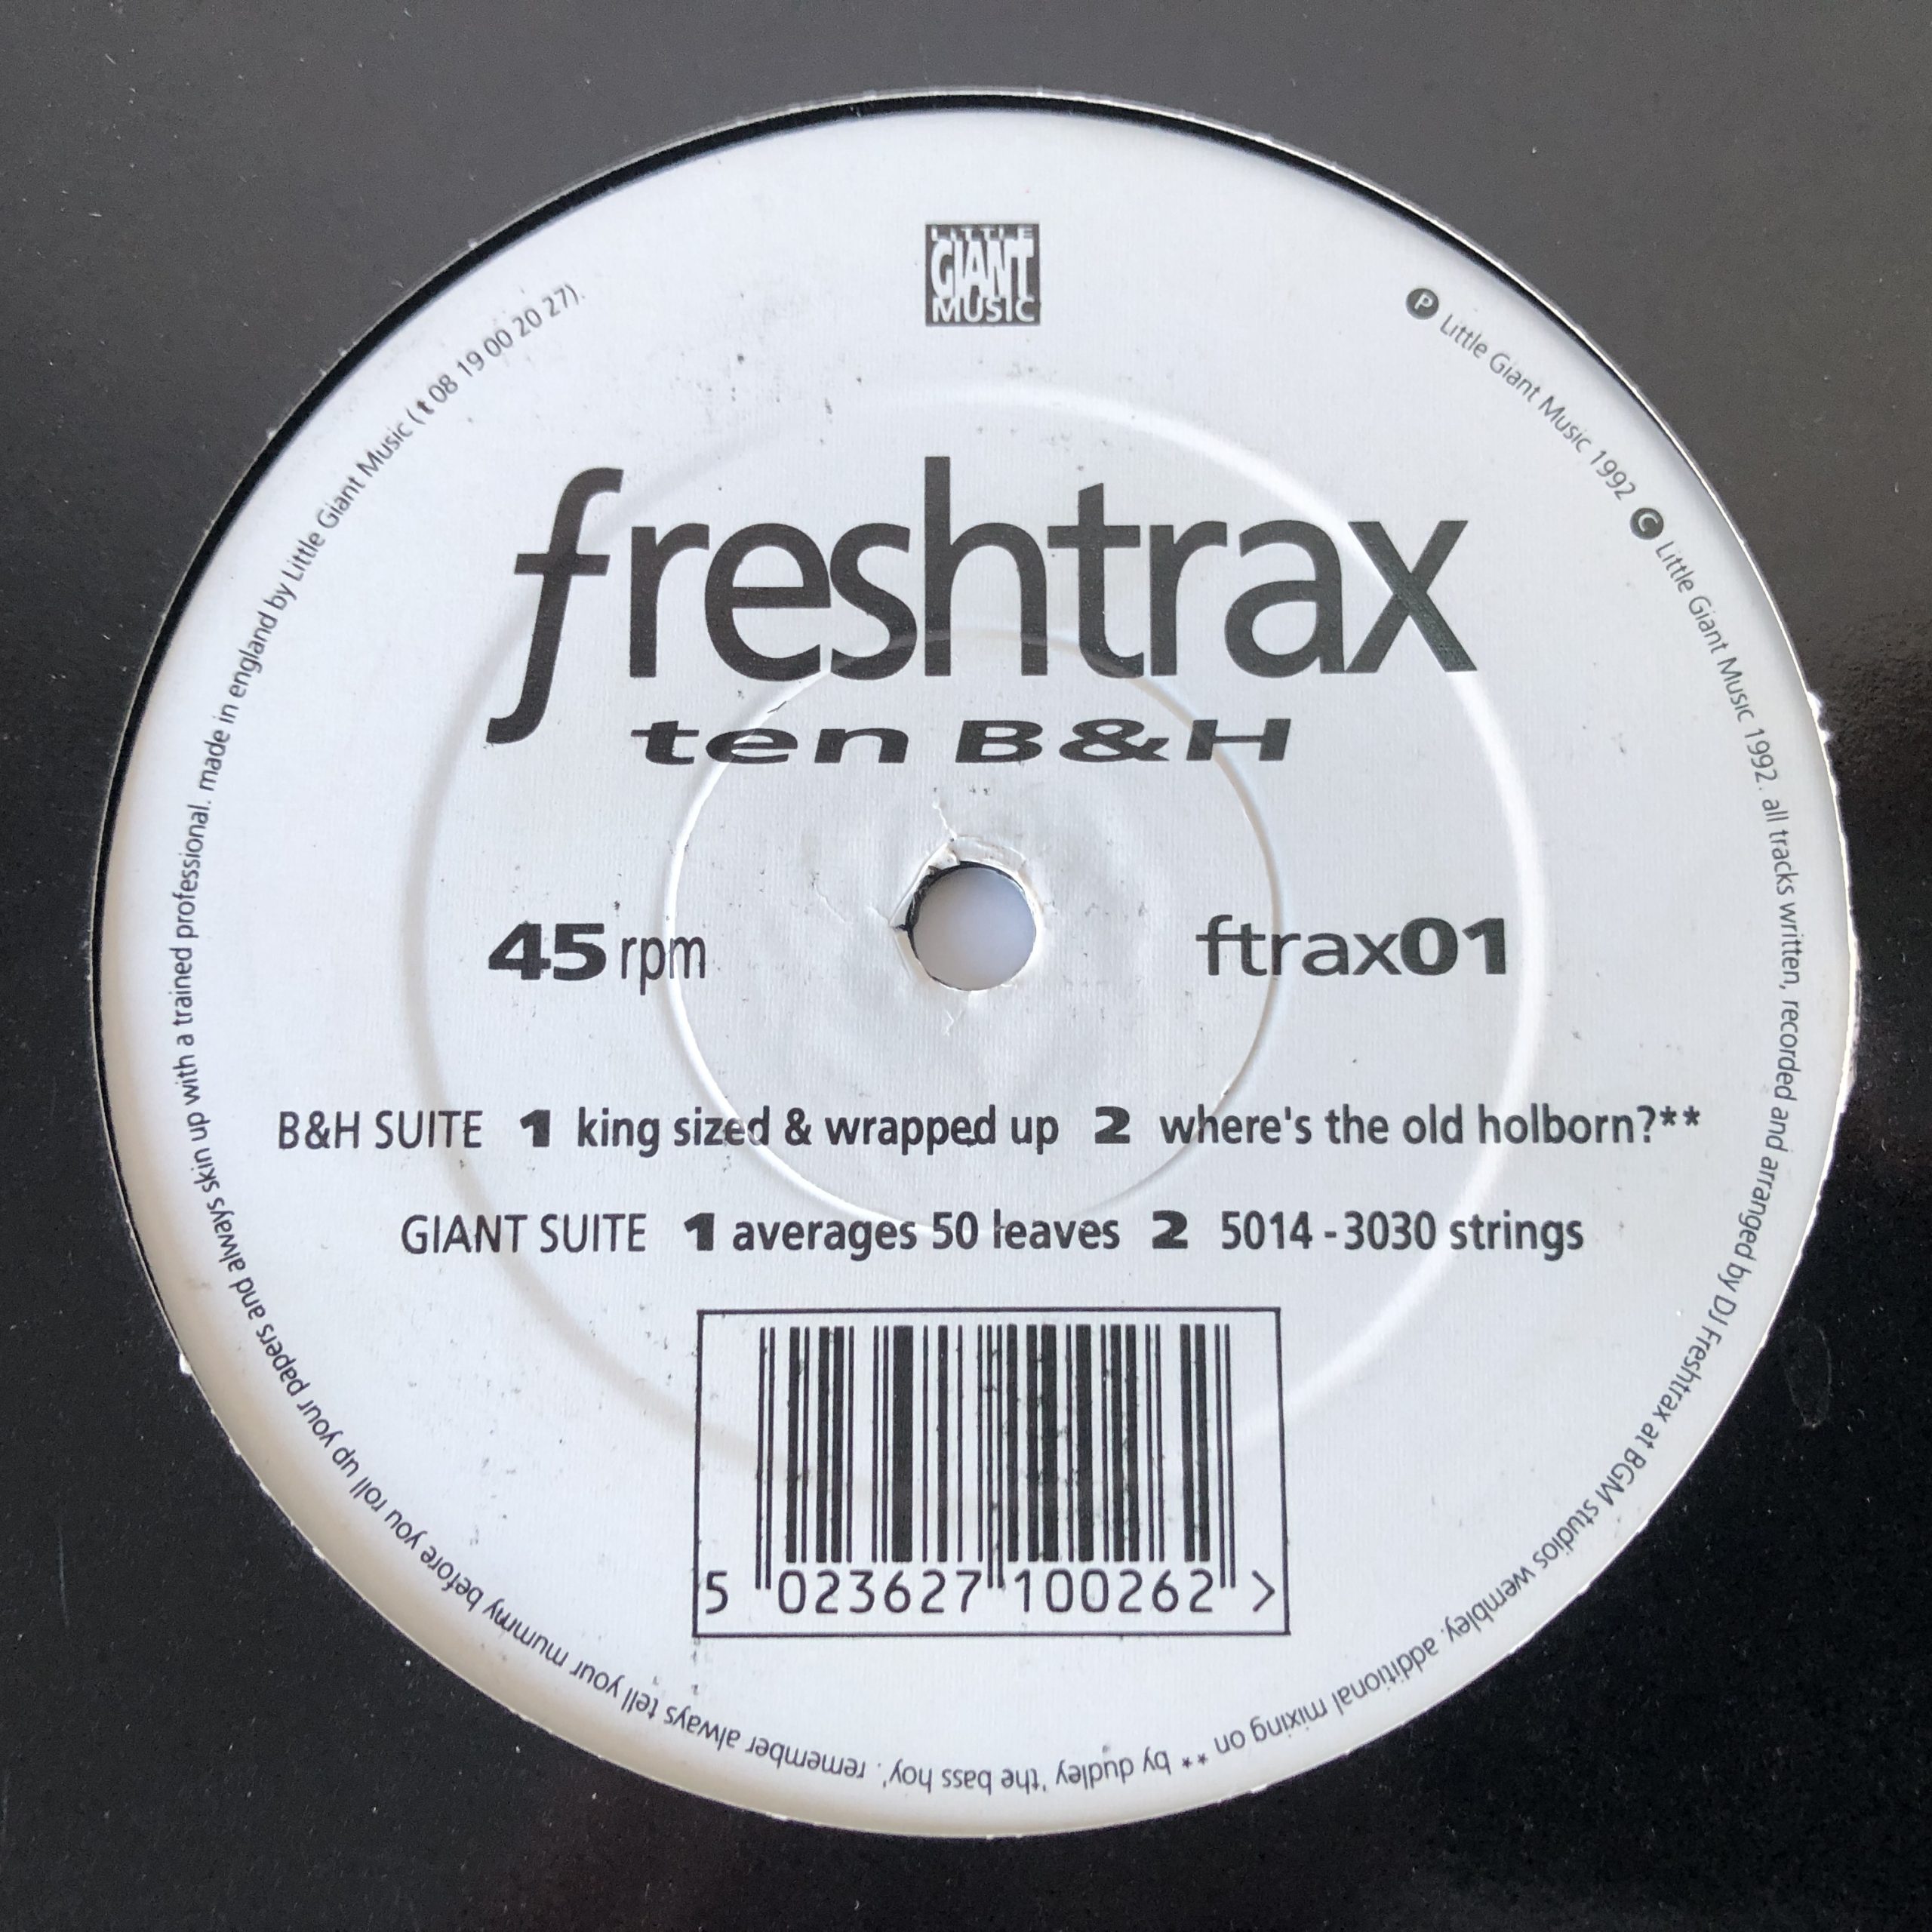 LITTLE
GIANT
MUSIC
freshtrax
ten B&H
45 rpm
ftrax01
B&H SUITE 1 king sized & wrapped up 2 where's the old holborn?**
GIANT SUITE 1 averages 50 leaves 2 5014-3030 strings
5 023627 100262 >
Ⓟ Little Giant Music 1992 © Little Giant Music 1992. all tracks written, recorded and arranged by DJ Freshtrax at BGM studios wembley. additional mixing on ** by dudley 'the bass hoy'. remember always tell your mummy before you roll up your papers and always skin up with a trained professional. made in england by Little Giant Music (t 08 19 00 20 27).